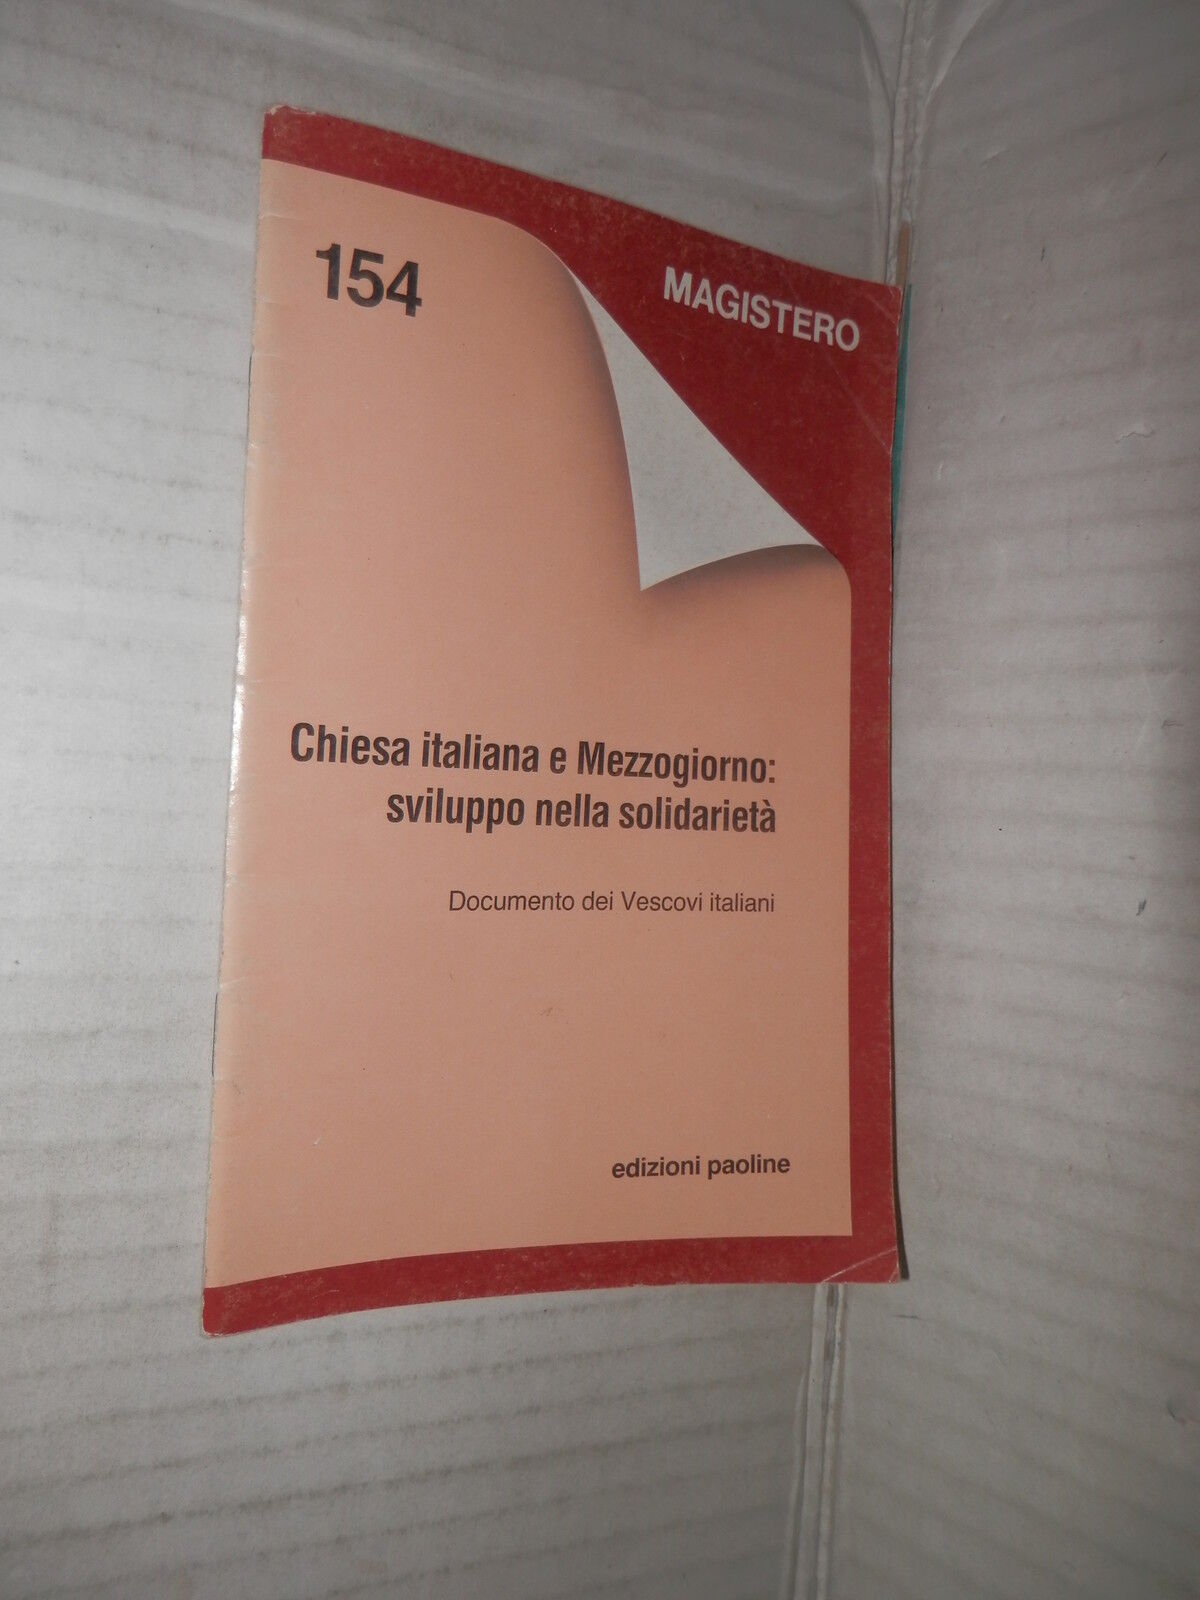 154
MAGISTERO
Chiesa italiana e Mezzogiorno:
sviluppo nella solidarietà
Documento dei Vescovi italiani
edizioni paoline